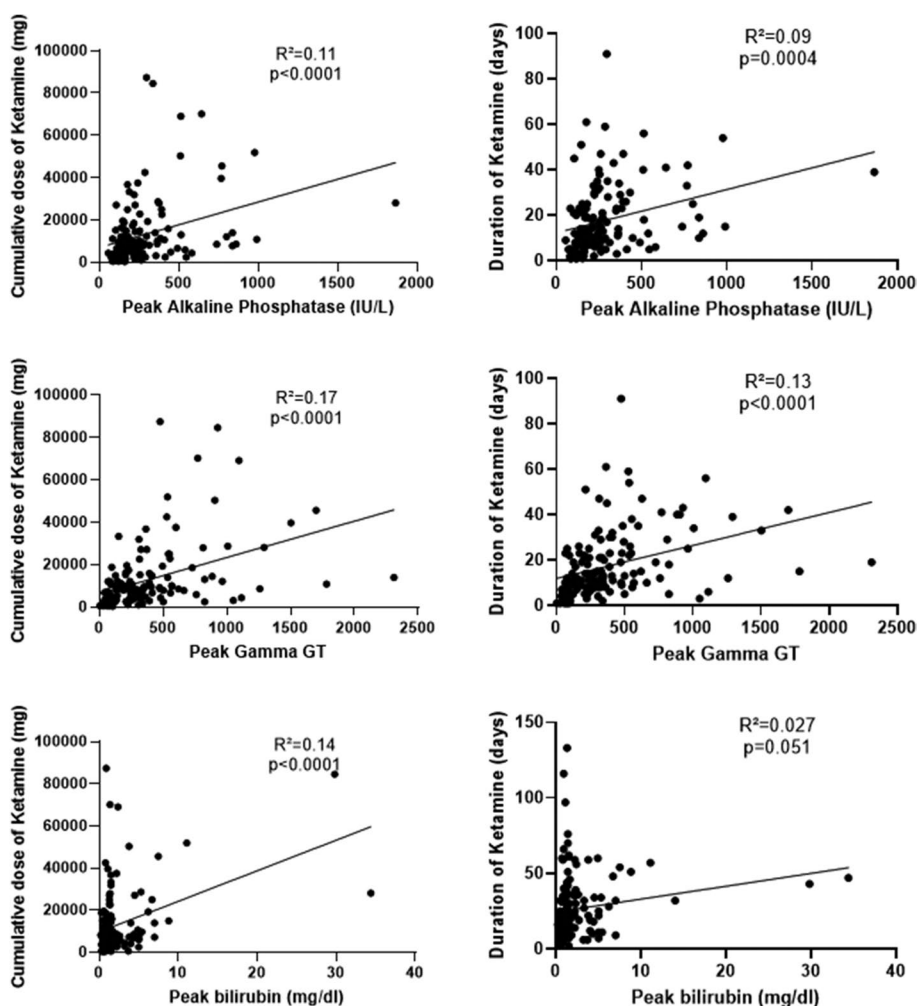 Cumulative dose of Ketamine (mg)
100000
80000
60000
40000
20000
0
R²=0.11
p<0.0001
0 500 1000 1500 2000
Peak Alkaline Phosphatase (IU/L)
Duration of Ketamine (days)
100
80
60
40
20
0
R²=0.09
p=0.0004
0 500 1000 1500 2000
Peak Alkaline Phosphatase (IU/L)
Cumulative dose of Ketamine (mg)
100000
80000
60000
40000
20000
0
R²=0.17
p<0.0001
0 500 1000 1500 2000 2500
Peak Gamma GT
Duration of Ketamine (days)
100
80
60
40
20
0
R²=0.13
p<0.0001
0 500 1000 1500 2000 2500
Peak Gamma GT
Cumulative dose of Ketamine (mg)
100000
80000
60000
40000
20000
0
R²=0.14
p<0.0001
0 10 20 30 40
Peak bilirubin (mg/dl)
Duration of Ketamine (days)
150
100
50
0
R²=0.027
p=0.051
0 10 20 30 40
Peak bilirubin (mg/dl)